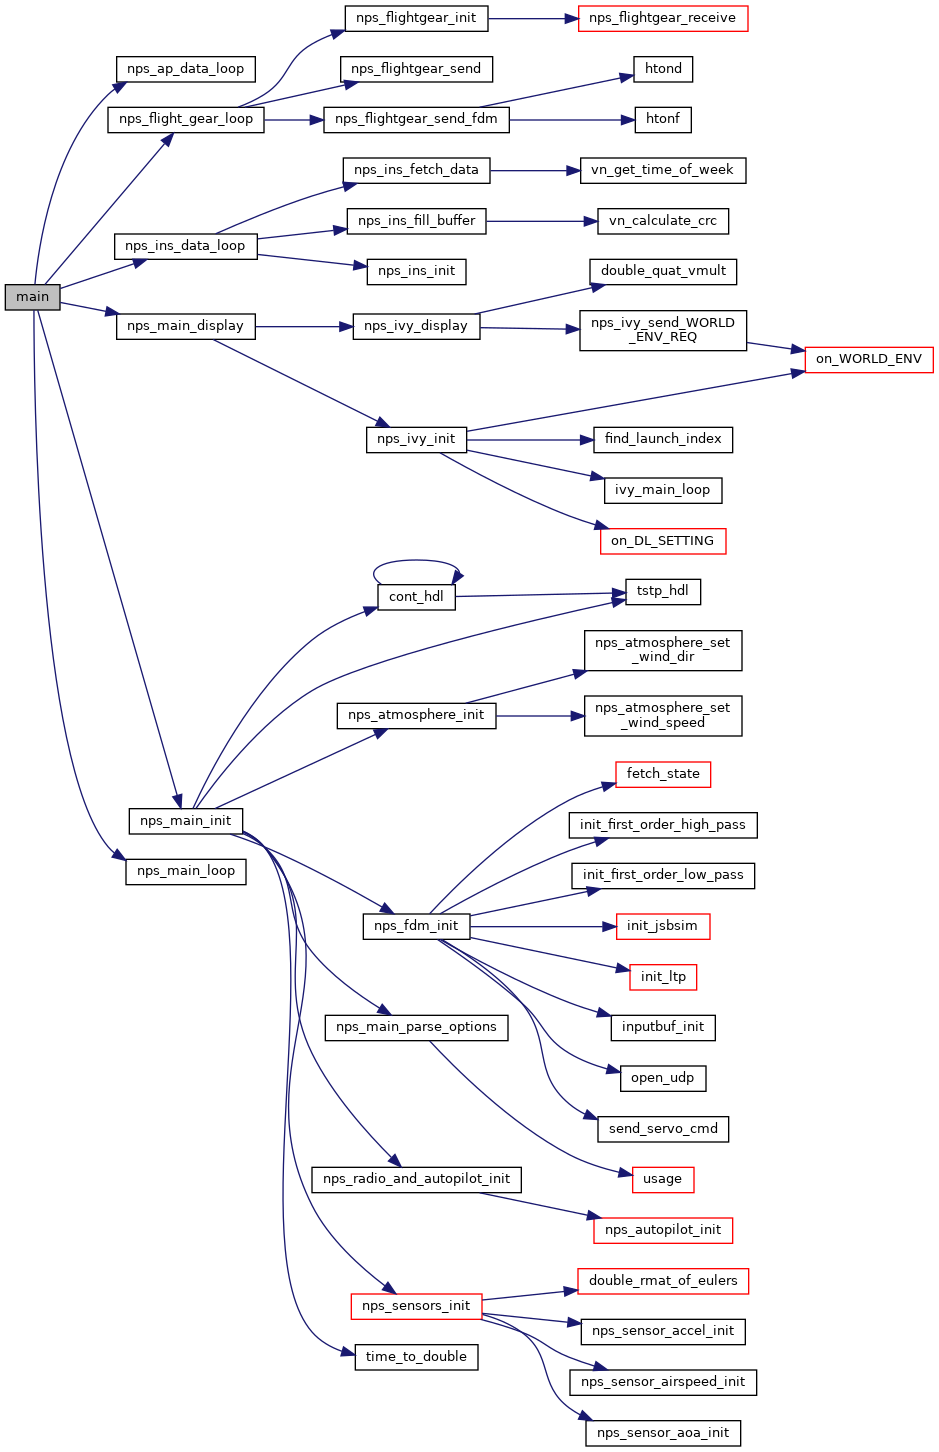 nps_flightgear_init
nps_flightgear_receive
nps_ap_data_loop
nps_flightgear_send
htond
nps_flight_gear_loop
nps_flightgear_send_fdm
htonf
nps_ins_fetch_data
vn_get_time_of_week
nps_ins_fill_buffer
vn_calculate_crc
nps_ins_data_loop
nps_ins_init
double_quat_vmult
main
nps_main_display
nps_ivy_display
nps_ivy_send_WORLD
_ENV_REQ
on_WORLD_ENV
nps_ivy_init
find_launch_index
ivy_main_loop
on_DL_SETTING
cont_hdl
tstp_hdl
nps_atmosphere_set
_wind_dir
nps_atmosphere_init
nps_atmosphere_set
_wind_speed
fetch_state
nps_main_init
init_first_order_high_pass
nps_main_loop
init_first_order_low_pass
nps_fdm_init
init_jsbsim
init_ltp
nps_main_parse_options
inputbuf_init
open_udp
send_servo_cmd
nps_radio_and_autopilot_init
usage
nps_autopilot_init
double_rmat_of_eulers
nps_sensors_init
nps_sensor_accel_init
time_to_double
nps_sensor_airspeed_init
nps_sensor_aoa_init